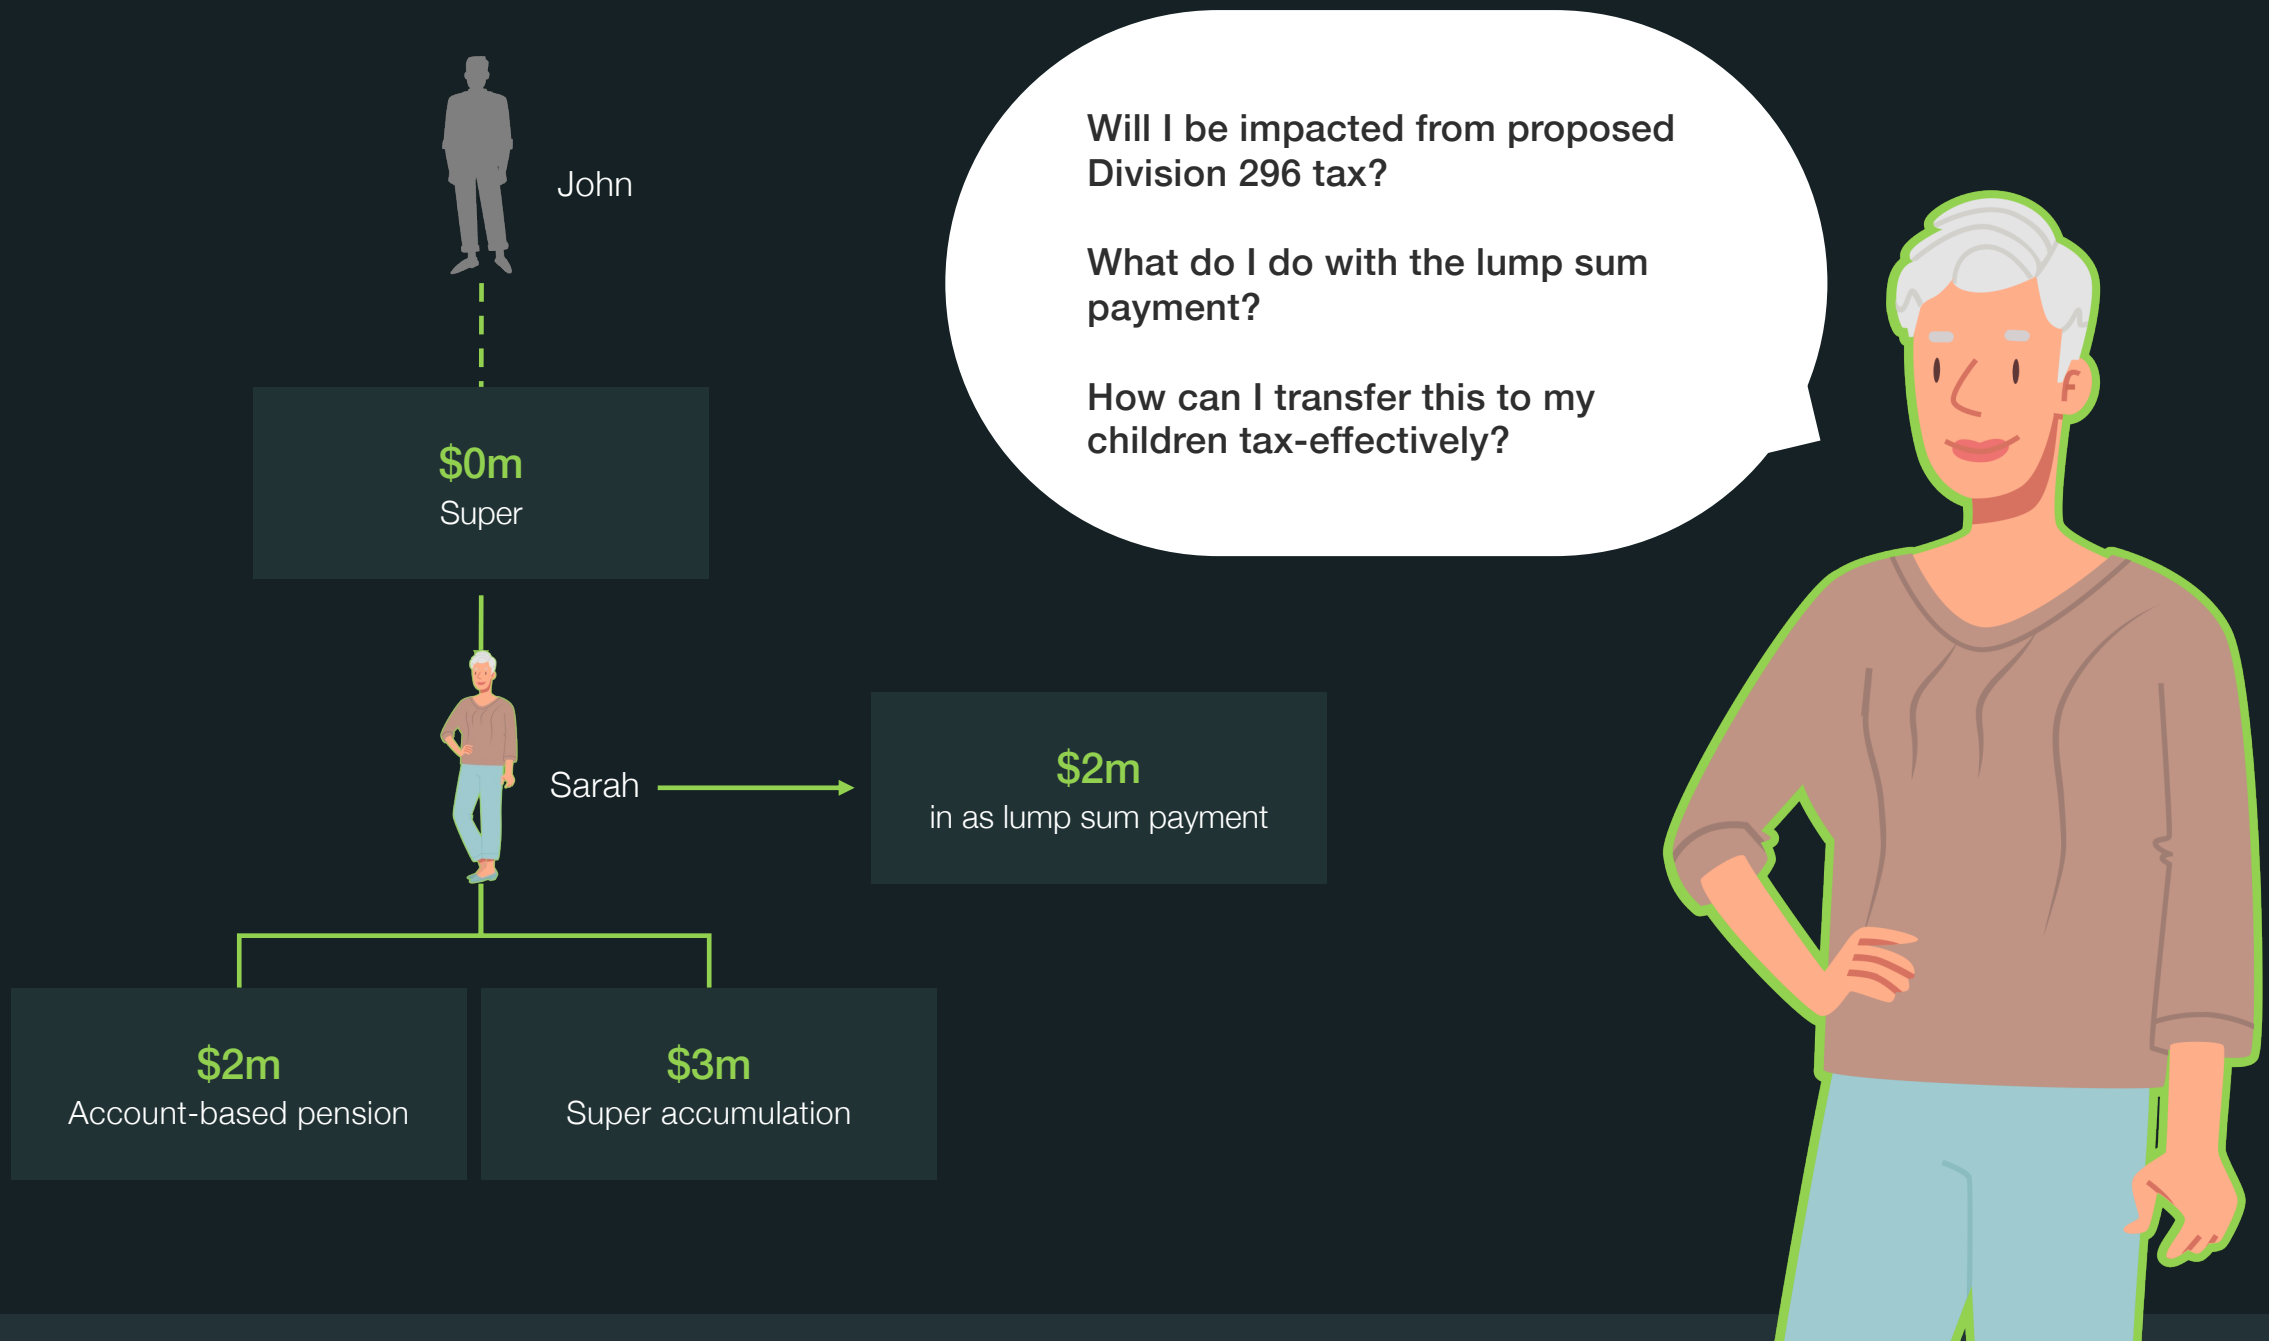 John
$0m
Super
Will I be impacted from proposed
Division 296 tax?
What do I do with the lump sum
payment?
How can I transfer this to my
children tax-effectively?
Sarah
$2m
in as lump sum payment
$2m
Account-based pension
$3m
Super accumulation